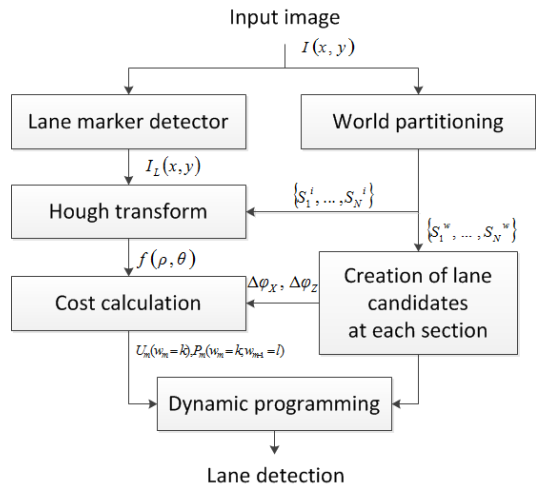 Input image
I(x, y)
Lane marker detector
World partitioning
I_L(x, y)
{S_1^i, ... , S_N^i}
Hough transform
{S_1^w, ... , S_N^w}
f(ρ, θ)
Creation of lane
candidates
at each section
Δφ_X, Δφ_Z
Cost calculation
U_m(w_m=k),P_m(w_m=k,w_{m+1}=l)
Dynamic programming
Lane detection